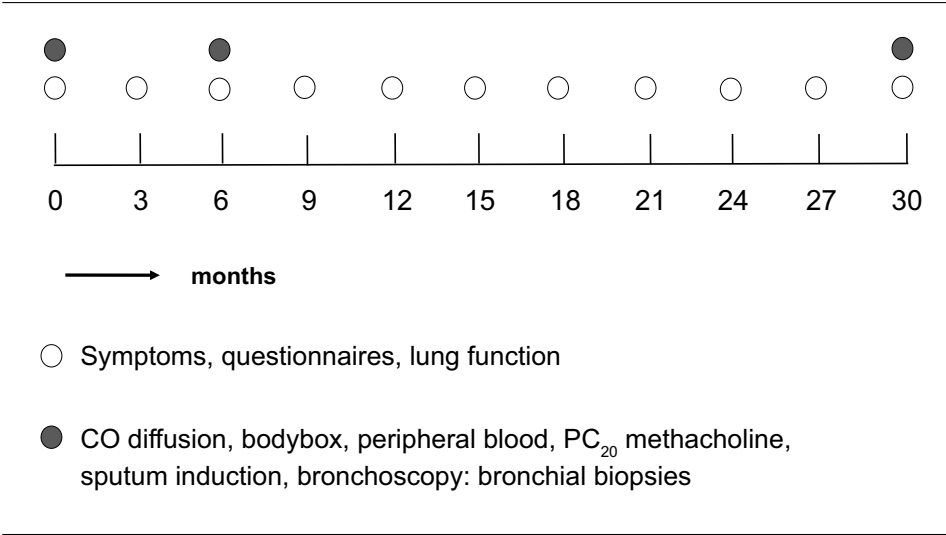 0 3 6 9 12 15 18 21 24 27 30
months
Symptoms, questionnaires, lung function
CO diffusion, bodybox, peripheral blood, PC₂₀ methacholine,
sputum induction, bronchoscopy: bronchial biopsies